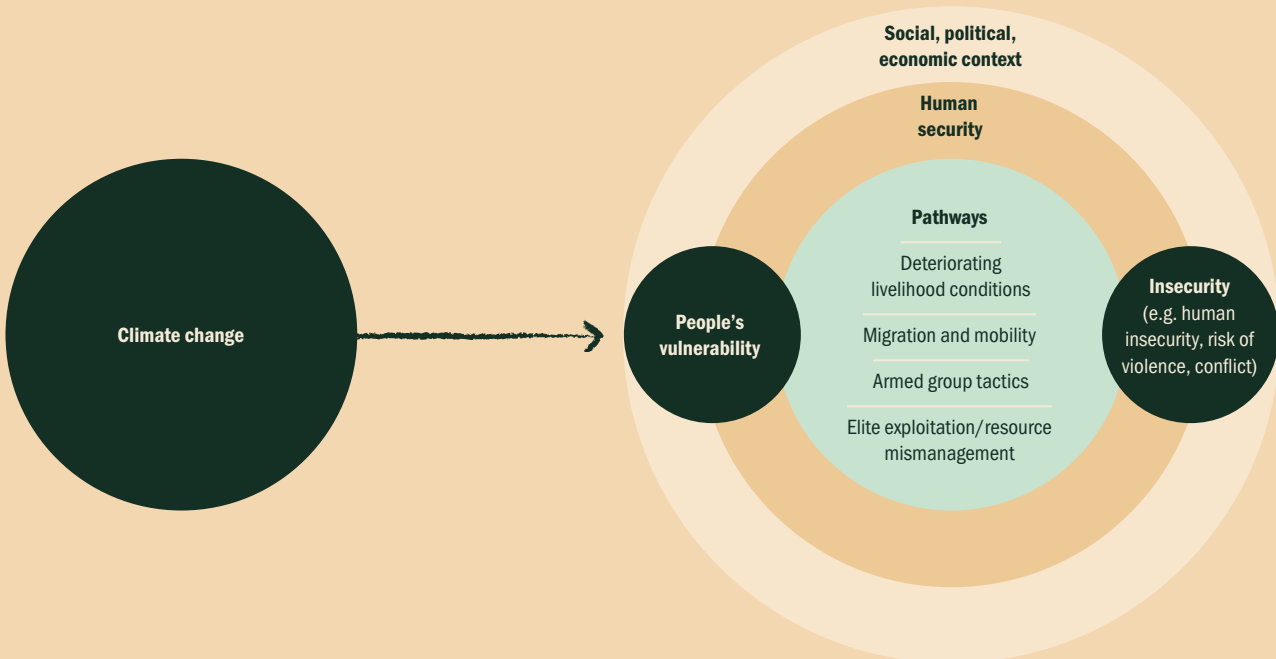 Climate change
Social, political,
economic context
Human
security
People's
vulnerability
Pathways
Deteriorating
livelihood conditions
Migration and mobility
Armed group tactics
Elite exploitation/resource
mismanagement
Insecurity
(e.g. human
insecurity, risk of
violence, conflict)